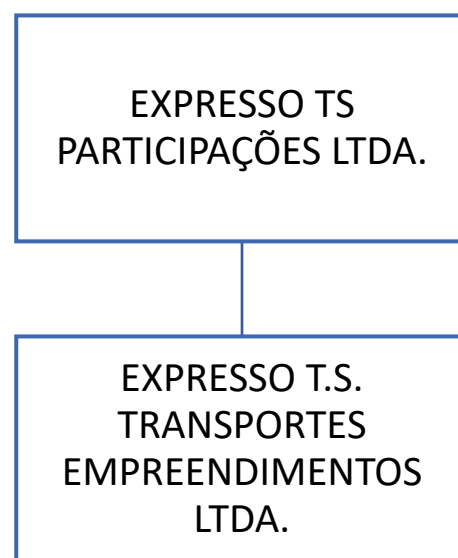 EXPRESSO TS
PARTICIPAÇÕES LTDA.
EXPRESSO T.S.
TRANSPORTES
EMPREENDIMENTOS
LTDA.